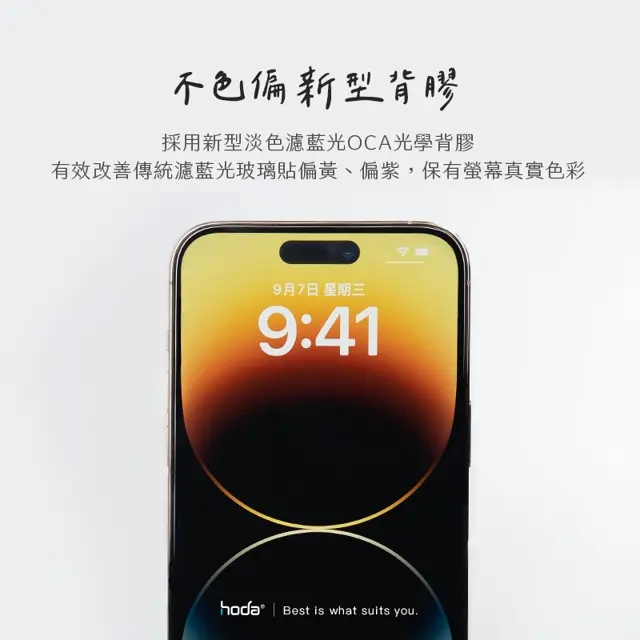 不色偏新型背膠
採用新型淡色濾藍光OCA光學背膠
有效改善傳統濾藍光玻璃貼偏黃、偏紫，保有螢幕真實色彩
9月7日 星期三
9:41
hoda® | Best is what suits you.